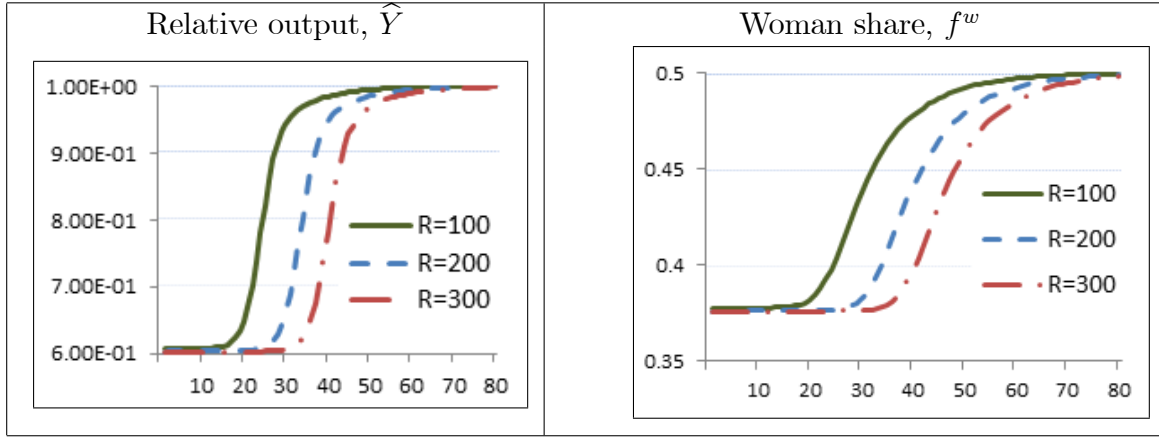 Relative output, Ŷ
1.00E+00
9.00E-01
8.00E-01
7.00E-01
6.00E-01
R=100
R=200
R=300
10 20 30 40 50 60 70 80
Woman share, f^w
0.5
0.45
0.4
0.35
R=100
R=200
R=300
10 20 30 40 50 60 70 80